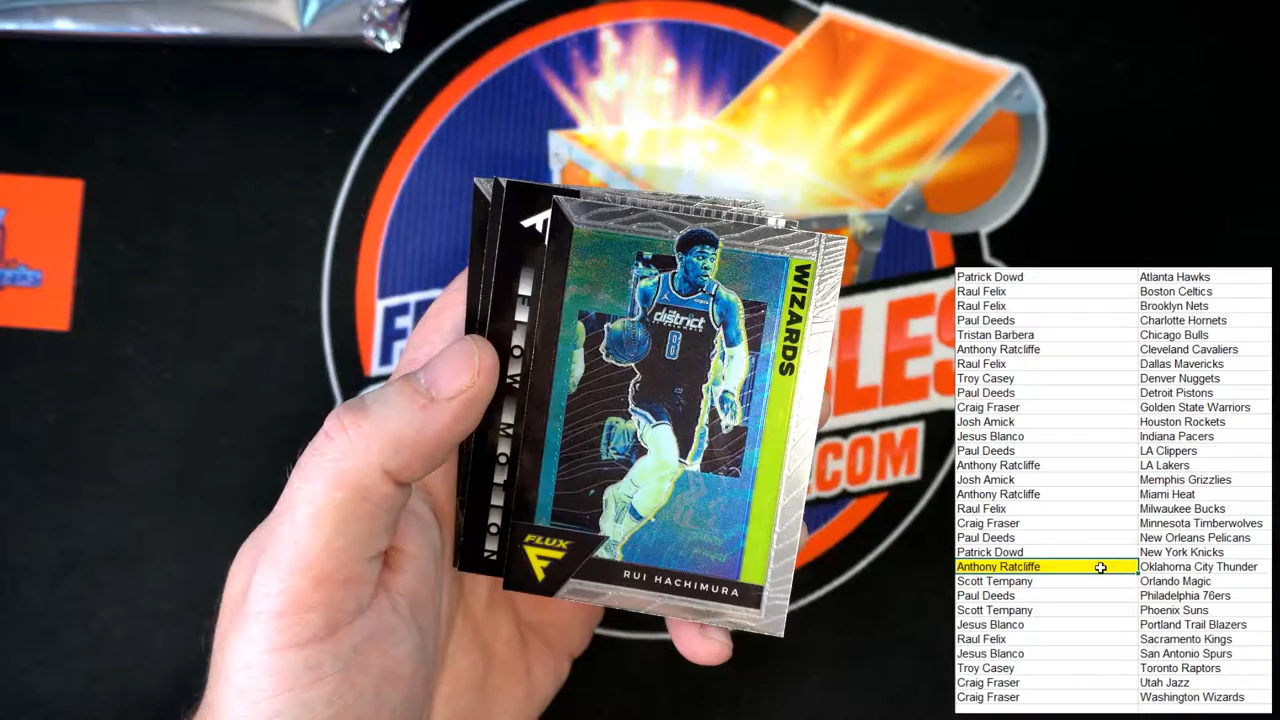 WIZARDS
the
district
8
FLOW MOTION
FLUX
RUI HACHIMURA
.COM
Patrick Dowd Atlanta Hawks
Raul Felix Boston Celtics
Raul Felix Brooklyn Nets
Paul Deeds Charlotte Hornets
Tristan Barbera Chicago Bulls
Anthony Ratcliffe Cleveland Cavaliers
Raul Felix Dallas Mavericks
Troy Casey Denver Nuggets
Paul Deeds Detroit Pistons
Craig Fraser Golden State Warriors
Josh Amick Houston Rockets
Jesus Blanco Indiana Pacers
Paul Deeds LA Clippers
Anthony Ratcliffe LA Lakers
Josh Amick Memphis Grizzlies
Anthony Ratcliffe Miami Heat
Raul Felix Milwaukee Bucks
Craig Fraser Minnesota Timberwolves
Paul Deeds New Orleans Pelicans
Patrick Dowd New York Knicks
Anthony Ratcliffe Oklahoma City Thunder
Scott Tempany Orlando Magic
Paul Deeds Philadelphia 76ers
Scott Tempany Phoenix Suns
Jesus Blanco Portland Trail Blazers
Raul Felix Sacramento Kings
Jesus Blanco San Antonio Spurs
Troy Casey Toronto Raptors
Craig Fraser Utah Jazz
Craig Fraser Washington Wizards